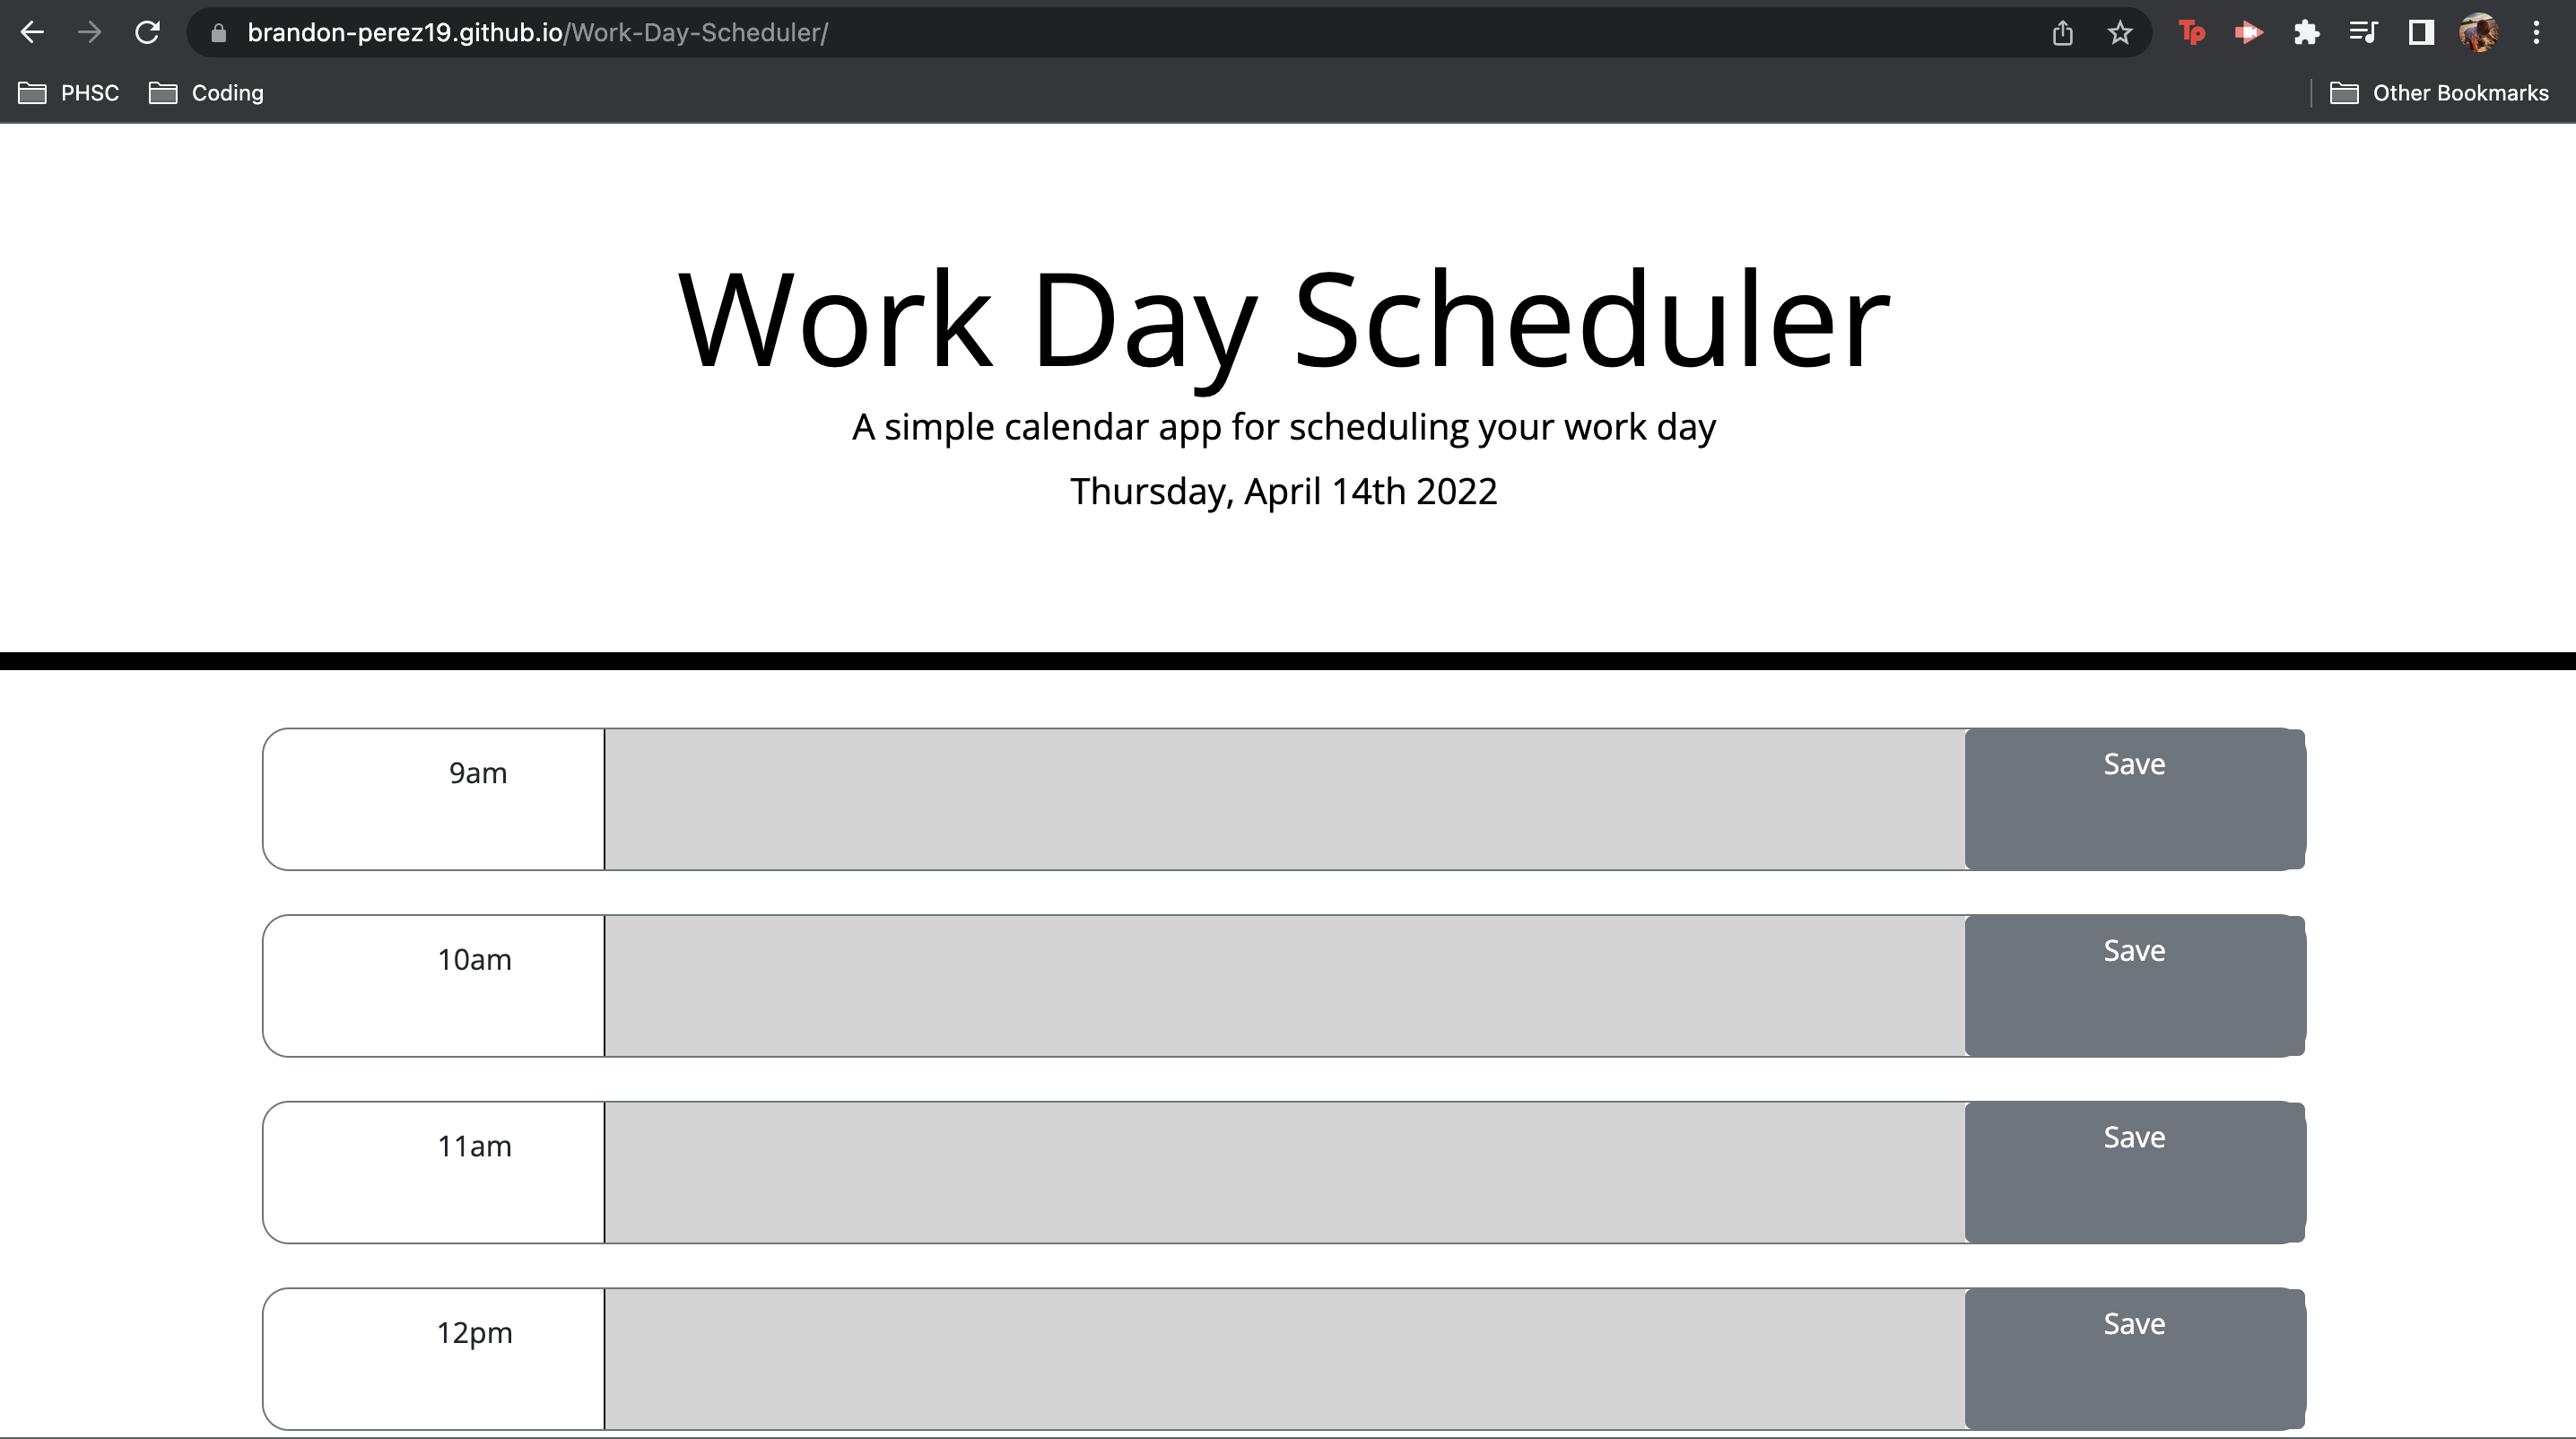 brandon-perez19.github.io/Work-Day-Scheduler/
Tp
PHSC Coding Other Bookmarks
Work Day Scheduler
A simple calendar app for scheduling your work day
Thursday, April 14th 2022
9am Save
10am Save
11am Save
12pm Save